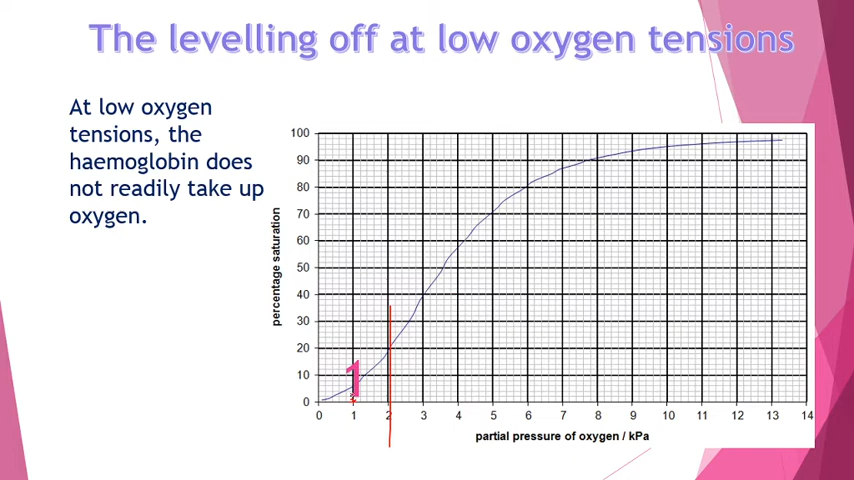 The levelling off at low oxygen tensions
At low oxygen
tensions, the
haemoglobin does
not readily take up
oxygen.
percentage saturation
100
90
80
70
60
50
40
30
20
10
0
1
0 1 2 3 4 5 6 7 8 9 10 11 12 13 14
partial pressure of oxygen / kPa